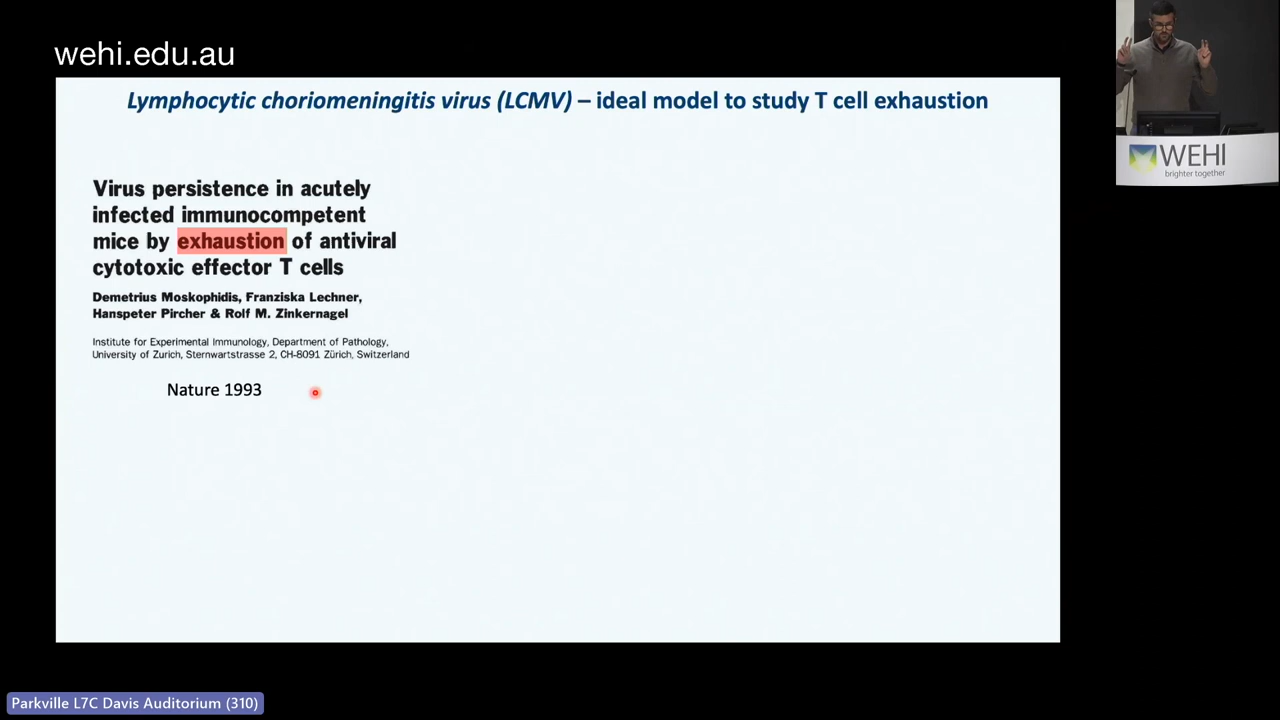 wehi.edu.au
Lymphocytic choriomeningitis virus (LCMV) – ideal model to study T cell exhaustion
Virus persistence in acutely
infected immunocompetent
mice by exhaustion of antiviral
cytotoxic effector T cells
Demetrius Moskophidis, Franziska Lechner,
Hanspeter Pircher & Rolf M. Zinkernagel
Institute for Experimental Immunology, Department of Pathology,
University of Zurich, Sternwartstrasse 2, CH-8091 Zürich, Switzerland
Nature 1993
WEHI
brighter together
Parkville L7C Davis Auditorium (310)